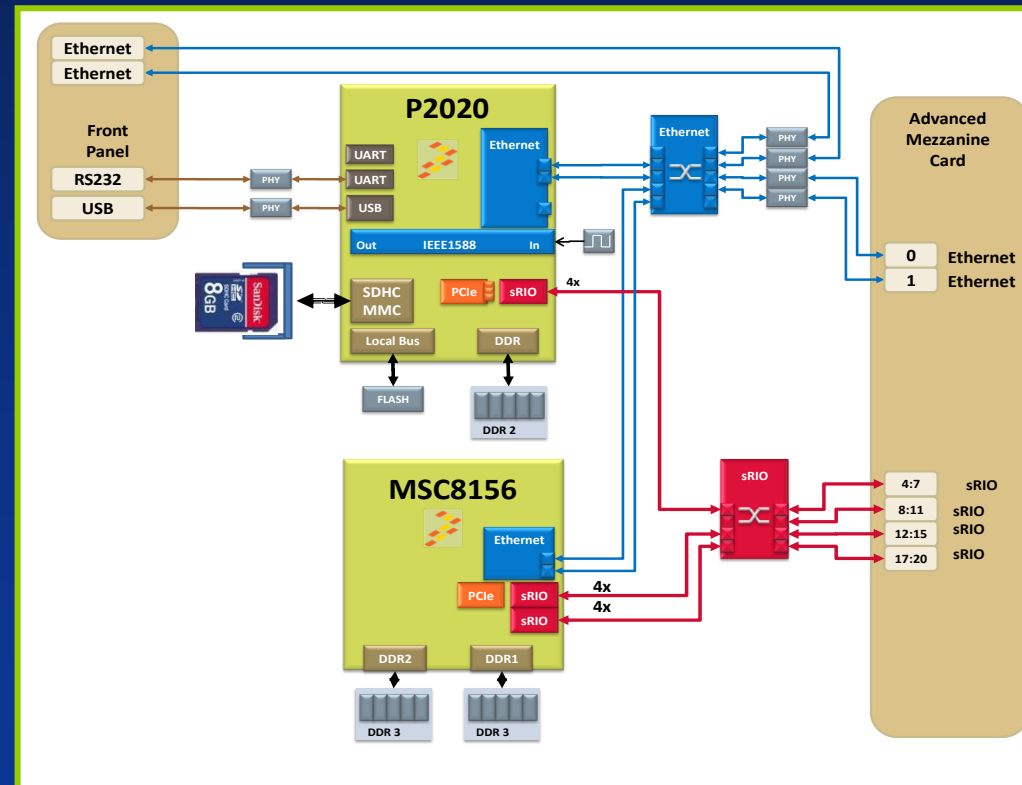 Ethernet
Ethernet
Front
Panel
RS232
USB
PHY
PHY
P2020
UART
UART
USB
Ethernet
Out IEEE1588 In
SDHC
MMC
PCIe
sRIO
4x
Local Bus
DDR
FLASH
DDR 2
SanDisk
8GB
Ethernet
PHY
PHY
PHY
PHY
Advanced
Mezzanine
Card
0 Ethernet
1 Ethernet
MSC8156
Ethernet
PCIe
sRIO
sRIO
4x
4x
DDR2
DDR1
DDR 3
DDR 3
sRIO
4:7 sRIO
8:11 sRIO
12:15 sRIO
17:20 sRIO